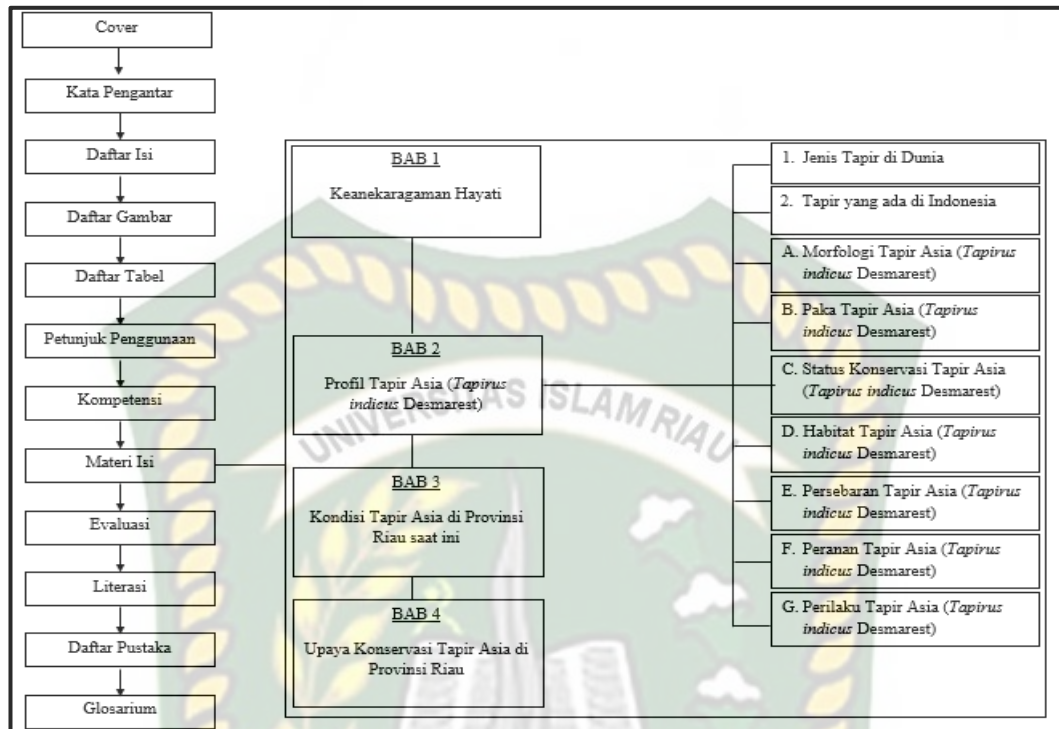 Cover
Kata Pengantar
Daftar Isi
Daftar Gambar
Daftar Tabel
Petunjuk Penggunaan
Kompetensi
Materi Isi
Evaluasi
Literasi
Daftar Pustaka
Glosarium
BAB 1
Keanekaragaman Hayati
BAB 2
Profil Tapir Asia (Tapirus
indicus Desmarest)
BAB 3
Kondisi Tapir Asia di Provinsi
Riau saat ini
BAB 4
Upaya Konservasi Tapir Asia di
Provinsi Riau
1. Jenis Tapir di Dunia
2. Tapir yang ada di Indonesia
A. Morfologi Tapir Asia (Tapirus
indicus Desmarest)
B. Paka Tapir Asia (Tapirus
indicus Desmarest)
C. Status Konservasi Tapir Asia
(Tapirus indicus Desmarest)
D. Habitat Tapir Asia (Tapirus
indicus Desmarest)
E. Persebaran Tapir Asia (Tapirus
indicus Desmarest)
F. Peranan Tapir Asia (Tapirus
indicus Desmarest)
G. Perilaku Tapir Asia (Tapirus
indicus Desmarest)
UNIVERSITAS ISLAM RIAU